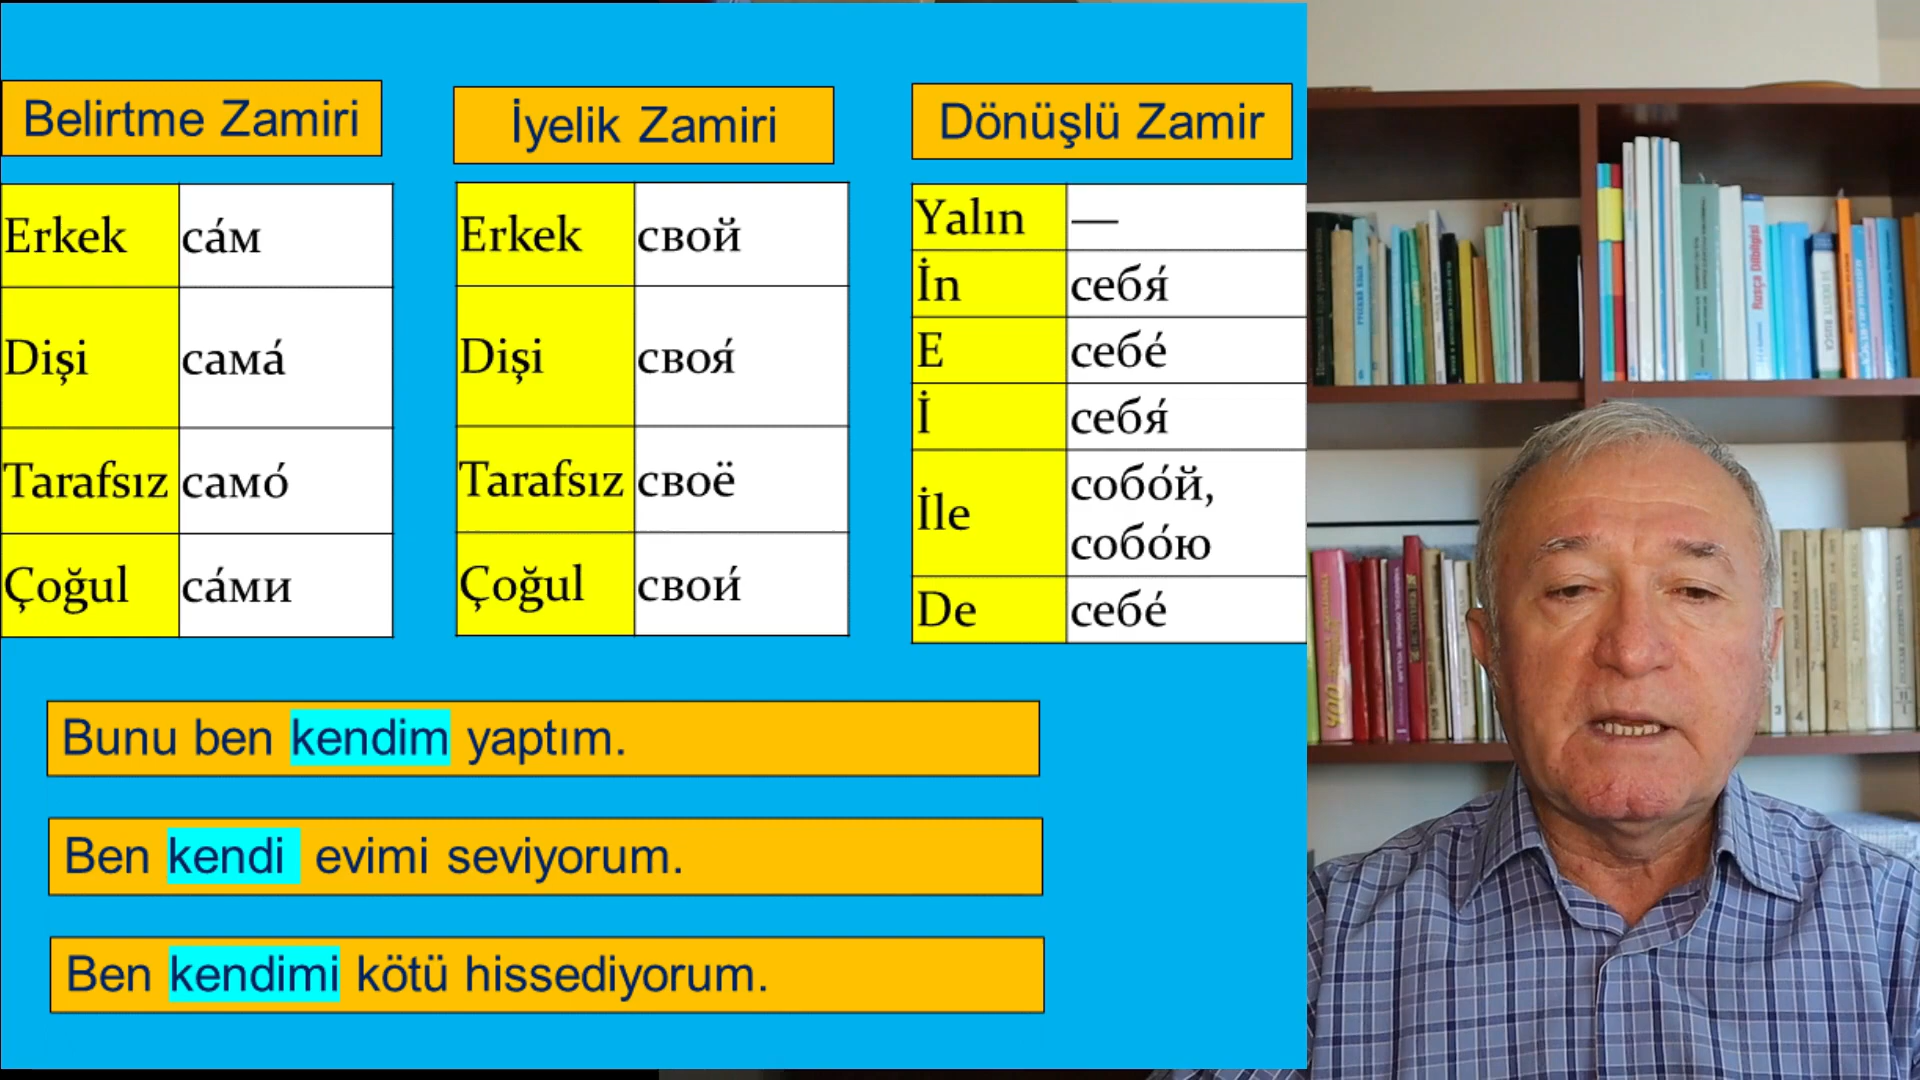 Belirtme Zamiri
Erkek са́м
Dişi сама́
Tarafsız само́
Çoğul са́ми
İyelik Zamiri
Erkek свой
Dişi своя́
Tarafsız своё
Çoğul свои́
Dönüşlü Zamir
Yalın —
İn себя́
E себе́
İ себя́
İle собо́й,
собо́ю
De себе́
Bunu ben kendim yaptım.
Ben kendi evimi seviyorum.
Ben kendimi kötü hissediyorum.
Rusça Dilbilgisi